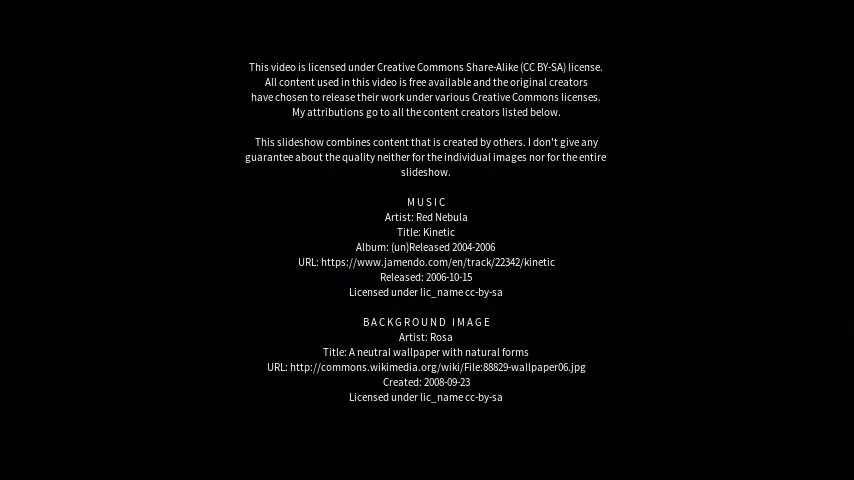 This video is licensed under Creative Commons Share-Alike (CC BY-SA) license.
All content used in this video is free available and the original creators
have chosen to release their work under various Creative Commons licenses.
My attributions go to all the content creators listed below.
This slideshow combines content that is created by others. I don't give any
guarantee about the quality neither for the individual images nor for the entire
slideshow.
MUSIC
Artist: Red Nebula
Title: Kinetic
Album: (un)Released 2004-2006
URL: https://www.jamendo.com/en/track/22342/kinetic
Released: 2006-10-15
Licensed under lic_name cc-by-sa
BACKGROUND IMAGE
Artist: Rosa
Title: A neutral wallpaper with natural forms
URL: http://commons.wikimedia.org/wiki/File:88829-wallpaper06.jpg
Created: 2008-09-23
Licensed under lic_name cc-by-sa